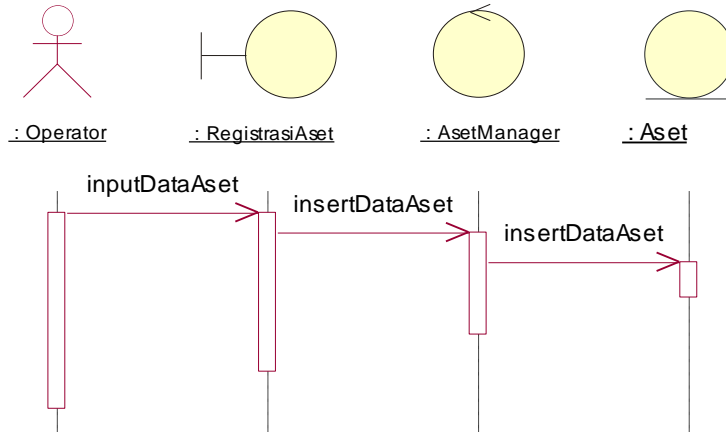 : Operator
: RegistrasiAset
: AsetManager
: Aset
inputDataAset
insertDataAset
insertDataAset